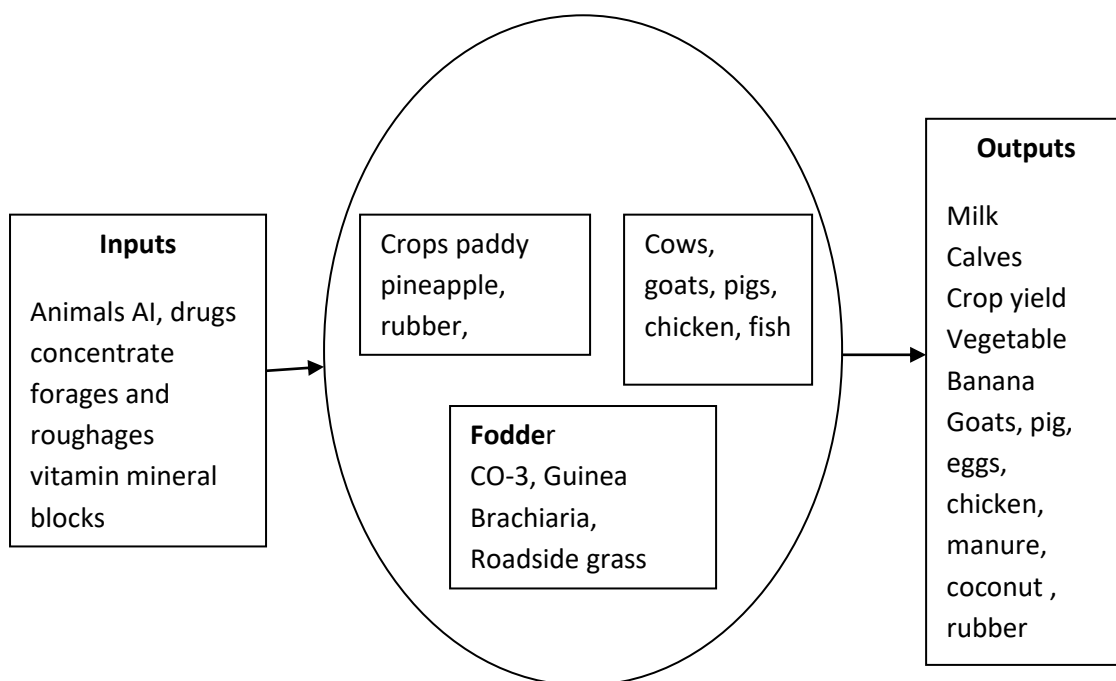 Inputs
Animals AI, drugs
concentrate
forages and
roughages
vitamin mineral
blocks
Crops paddy
pineapple,
rubber,
Cows,
goats, pigs,
chicken, fish
Fodder
CO-3, Guinea
Brachiaria,
Roadside grass
Outputs
Milk
Calves
Crop yield
Vegetable
Banana
Goats, pig,
eggs,
chicken,
manure,
coconut ,
rubber